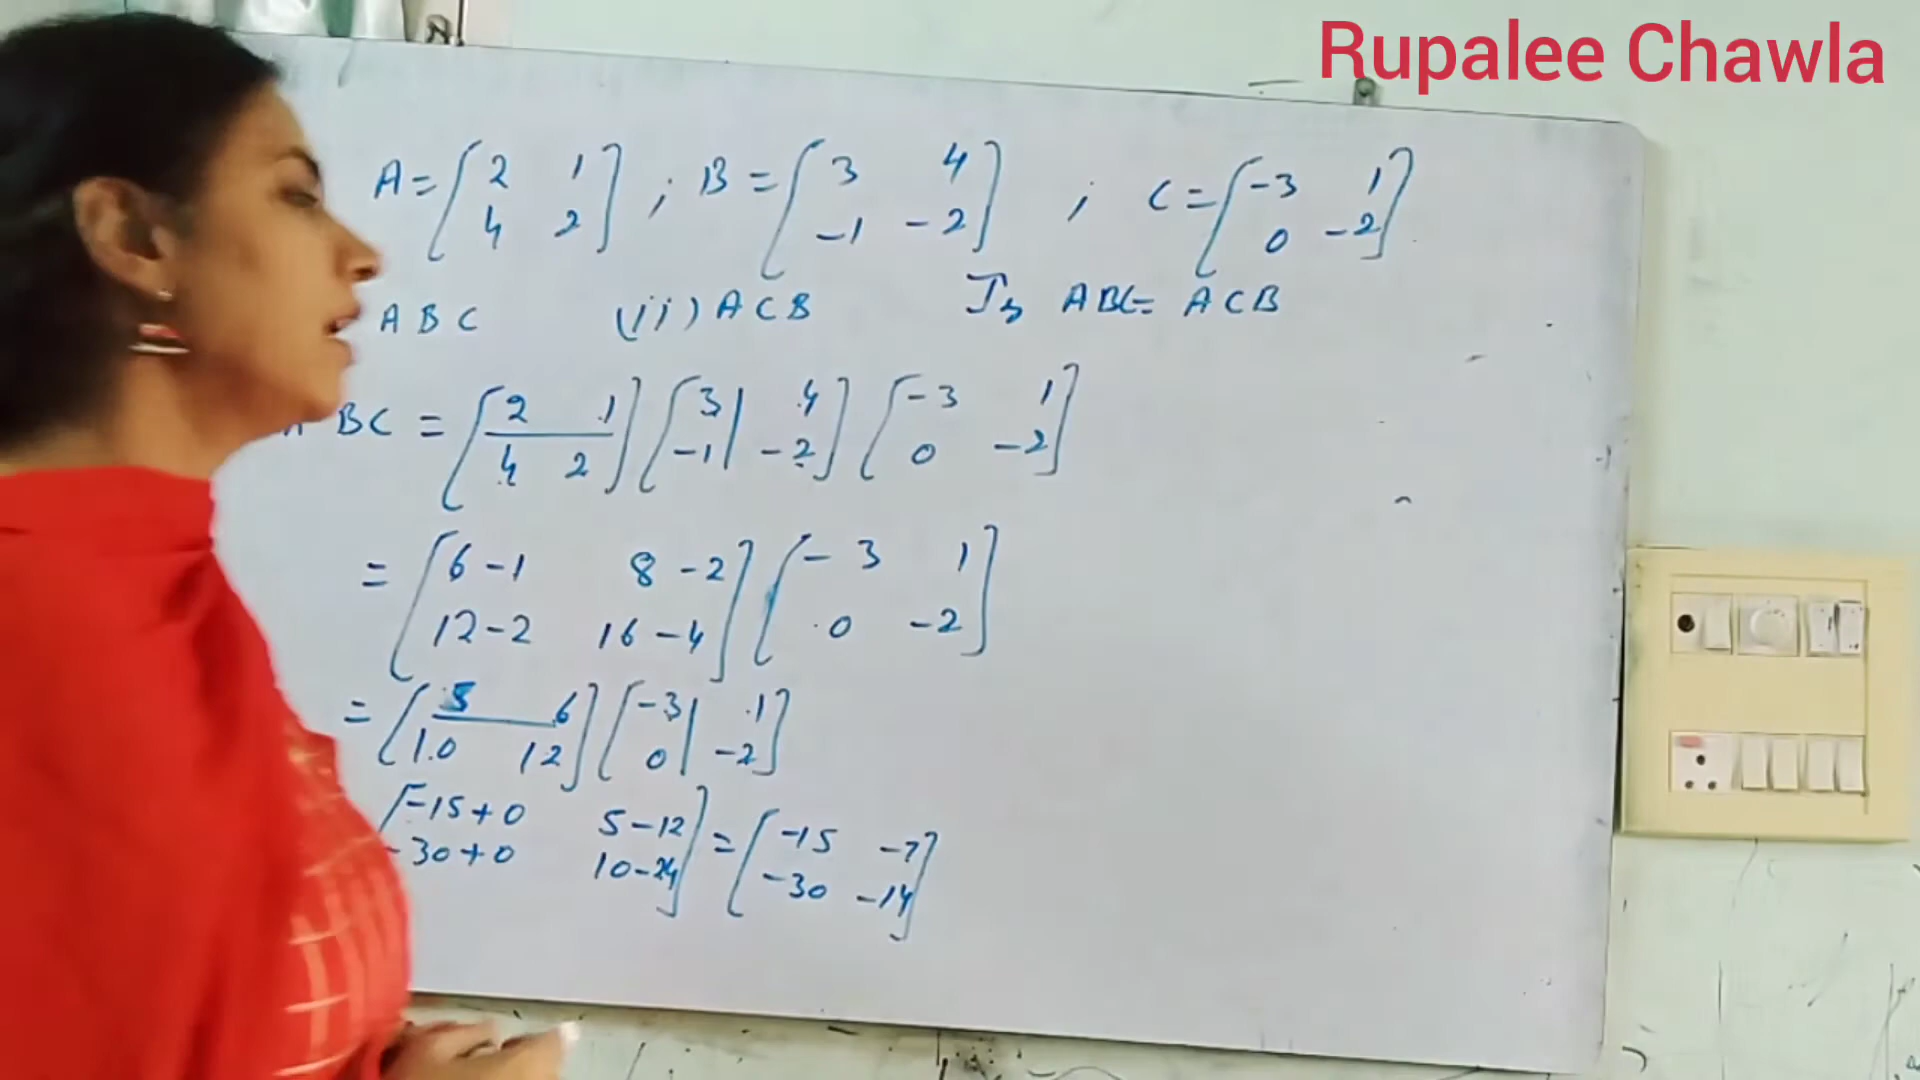 Rupalee Chawla
A = [2 1 ; B = [3 4 ; C = [-3 1
4 2] -1 -2] 0 -2]
ABC (ii) ACB Is ABC = ACB
BC = [2 1] [3 4] [-3 1]
4 2 -1 -2 0 -2
= [6-1 8-2] [-3 1]
12-2 16-4 0 -2
= [5 6] [-3 1]
10 12 0 -2
[-15+0 5-12] = [-15 -7]
-30+0 10-24 -30 -14